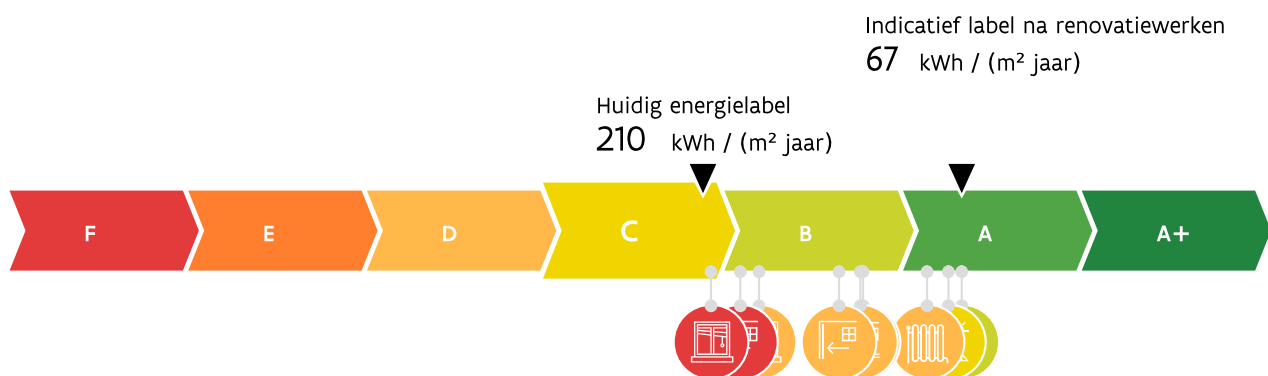 Indicatief label na renovatiewerken
67 kWh / (m² jaar)
Huidig energielabel
210 kWh / (m² jaar)
F E D C B A A+